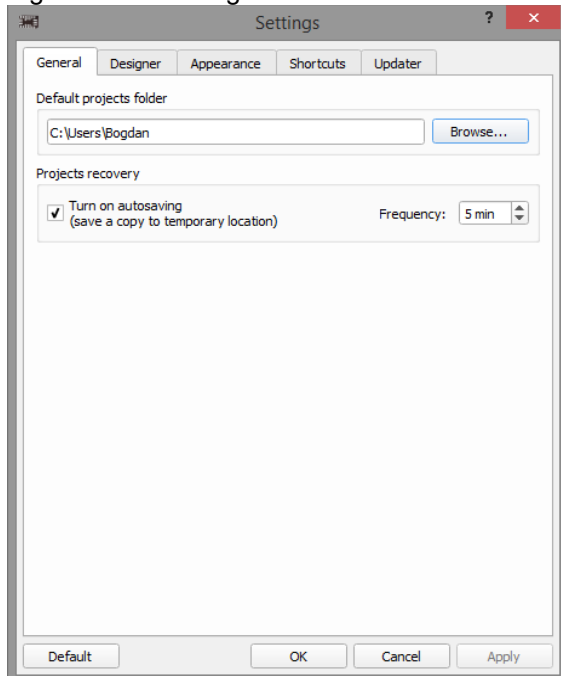 Settings
? ×
General Designer Appearance Shortcuts Updater
Default projects folder
C:\Users\Bogdan Browse...
Projects recovery
Turn on autosaving
(save a copy to temporary location) Frequency: 5 min
Default OK Cancel Apply